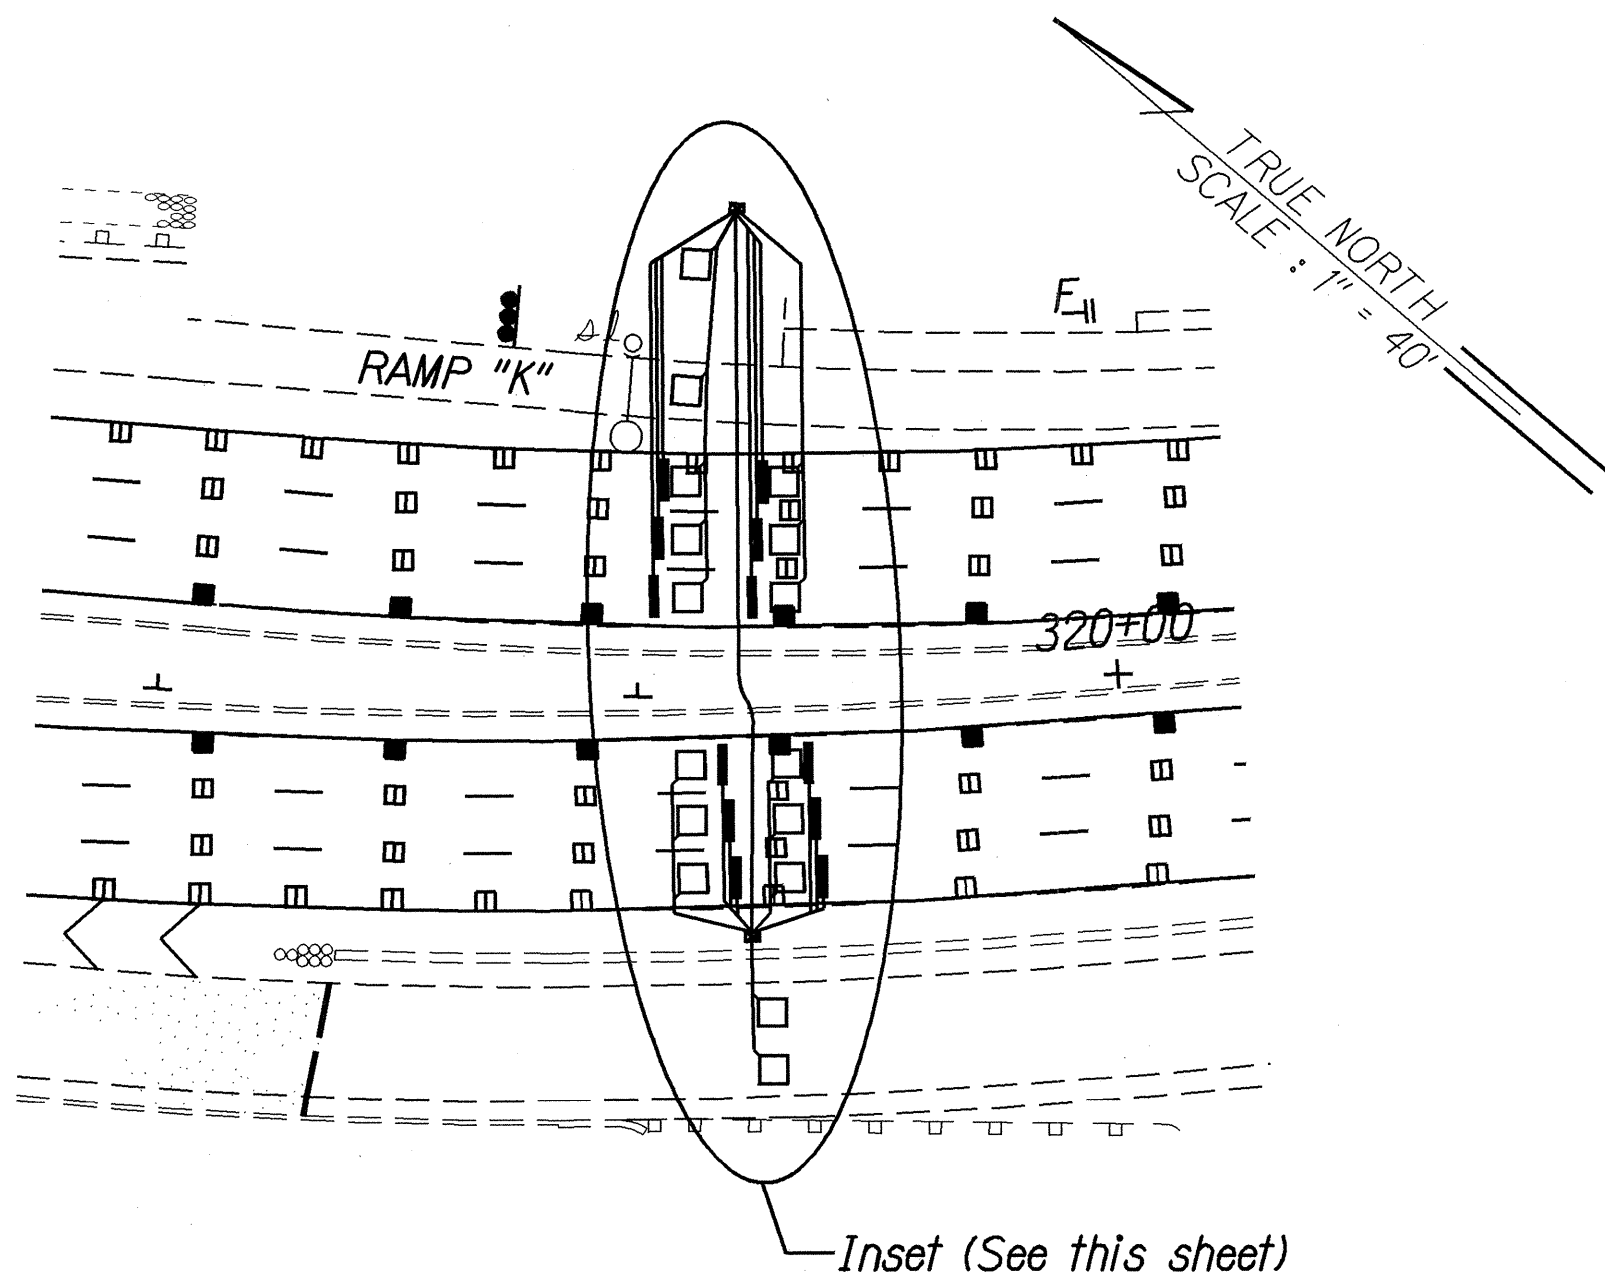 TRUE NORTH
SCALE : 1" = 40'
F
RAMP "K"
320+00
Inset (See this sheet)